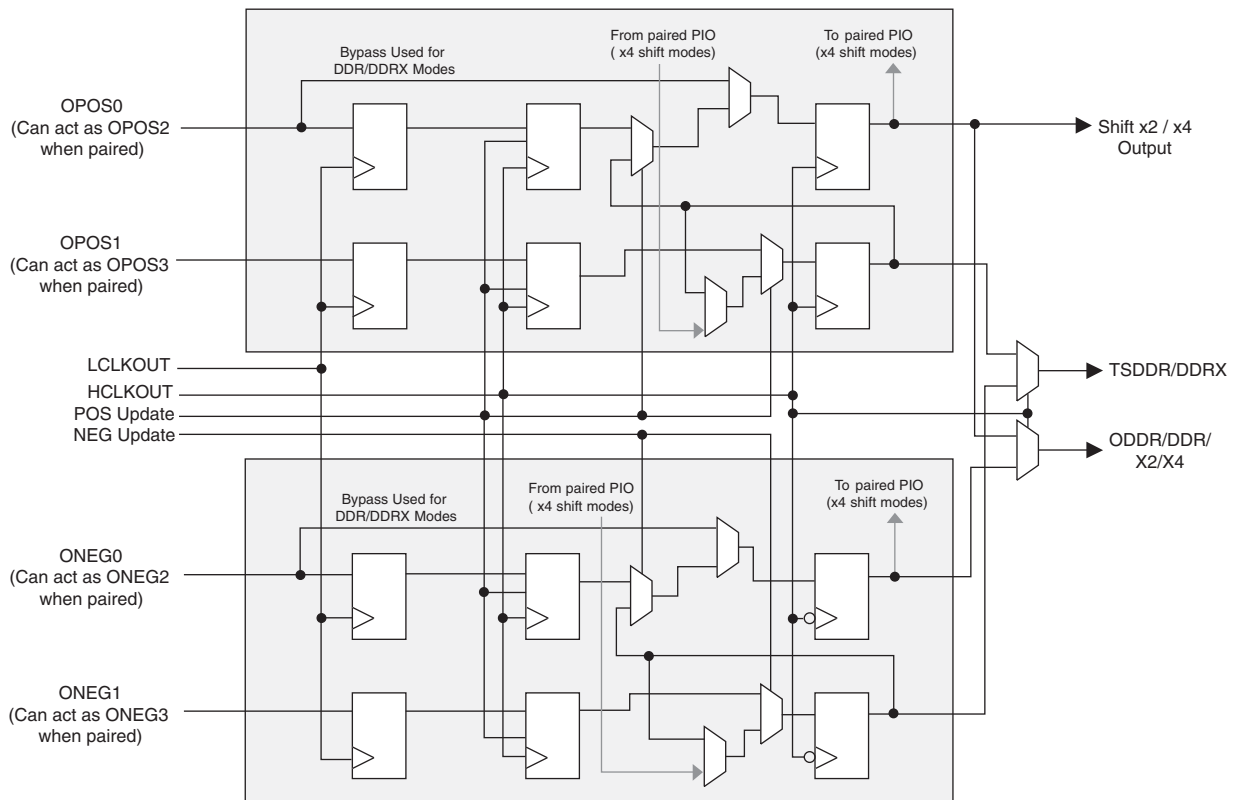 From paired PIO
( x4 shift modes)
To paired PIO
(x4 shift modes)
Bypass Used for
DDR/DDRX Modes
OPOS0
(Can act as OPOS2
when paired)
Shift x2 / x4
Output
OPOS1
(Can act as OPOS3
when paired)
LCLKOUT
HCLKOUT
POS Update
NEG Update
TSDDR/DDRX
ODDR/DDR/
X2/X4
Bypass Used for
DDR/DDRX Modes
From paired PIO
( x4 shift modes)
To paired PIO
(x4 shift modes)
ONEG0
(Can act as ONEG2
when paired)
ONEG1
(Can act as ONEG3
when paired)